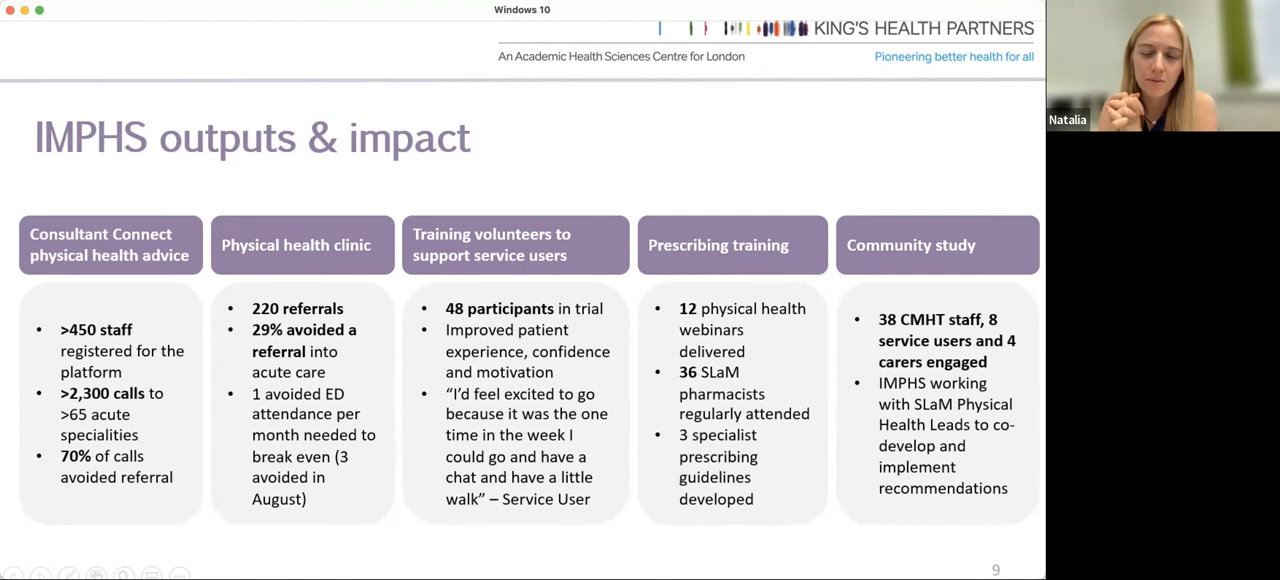 Windows 10
KING'S HEALTH PARTNERS
An Academic Health Sciences Centre for London
Pioneering better health for all
Natalia
IMPHS outputs & impact
Consultant Connect
physical health advice
• >450 staff
registered for the
platform
• >2,300 calls to
>65 acute
specialities
• 70% of calls
avoided referral
Physical health clinic
• 220 referrals
• 29% avoided a
referral into
acute care
• 1 avoided ED
attendance per
month needed to
break even (3
avoided in
August)
Training volunteers to
support service users
• 48 participants in trial
• Improved patient
experience, confidence
and motivation
• “I’d feel excited to go
because it was the one
time in the week I
could go and have a
chat and have a little
walk” – Service User
Prescribing training
• 12 physical health
webinars
delivered
• 36 SLaM
pharmacists
regularly attended
• 3 specialist
prescribing
guidelines
developed
Community study
• 38 CMHT staff, 8
service users and 4
carers engaged
• IMPHS working
with SLaM Physical
Health Leads to co-
develop and
implement
recommendations
9